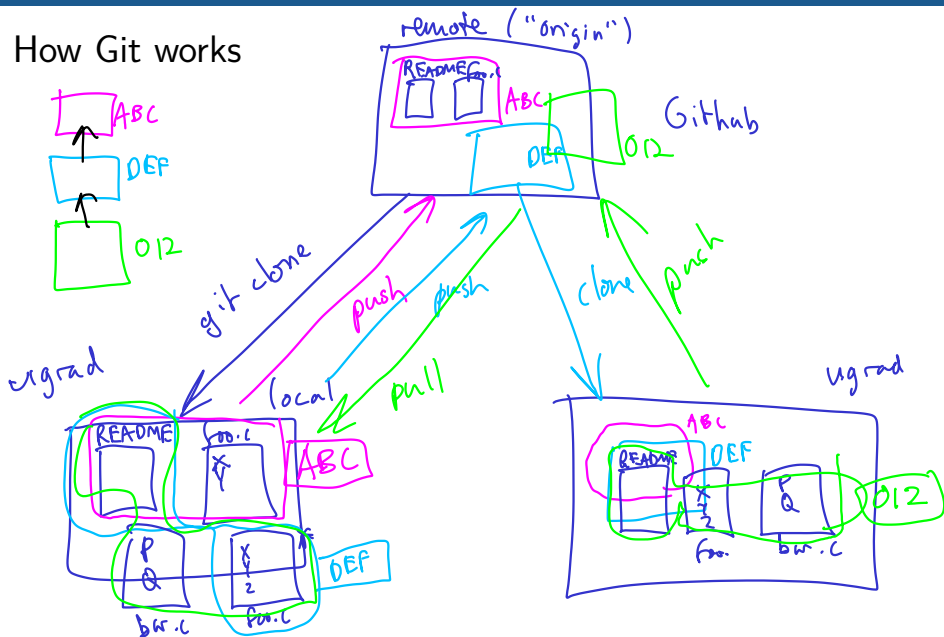 How Git works
remote ("origin")
README foo.c
ABC
Github
DEF
012
ABC
DEF
012
git clone
push
push
pull
clone
push
ugrad
local
README
foo.c
X
Y
ABC
P
Q
bar.c
X
Y
Z
foo.c
DEF
ugrad
ABC
DEF
README
X
Y
Z
foo.
P
Q
bar.c
012